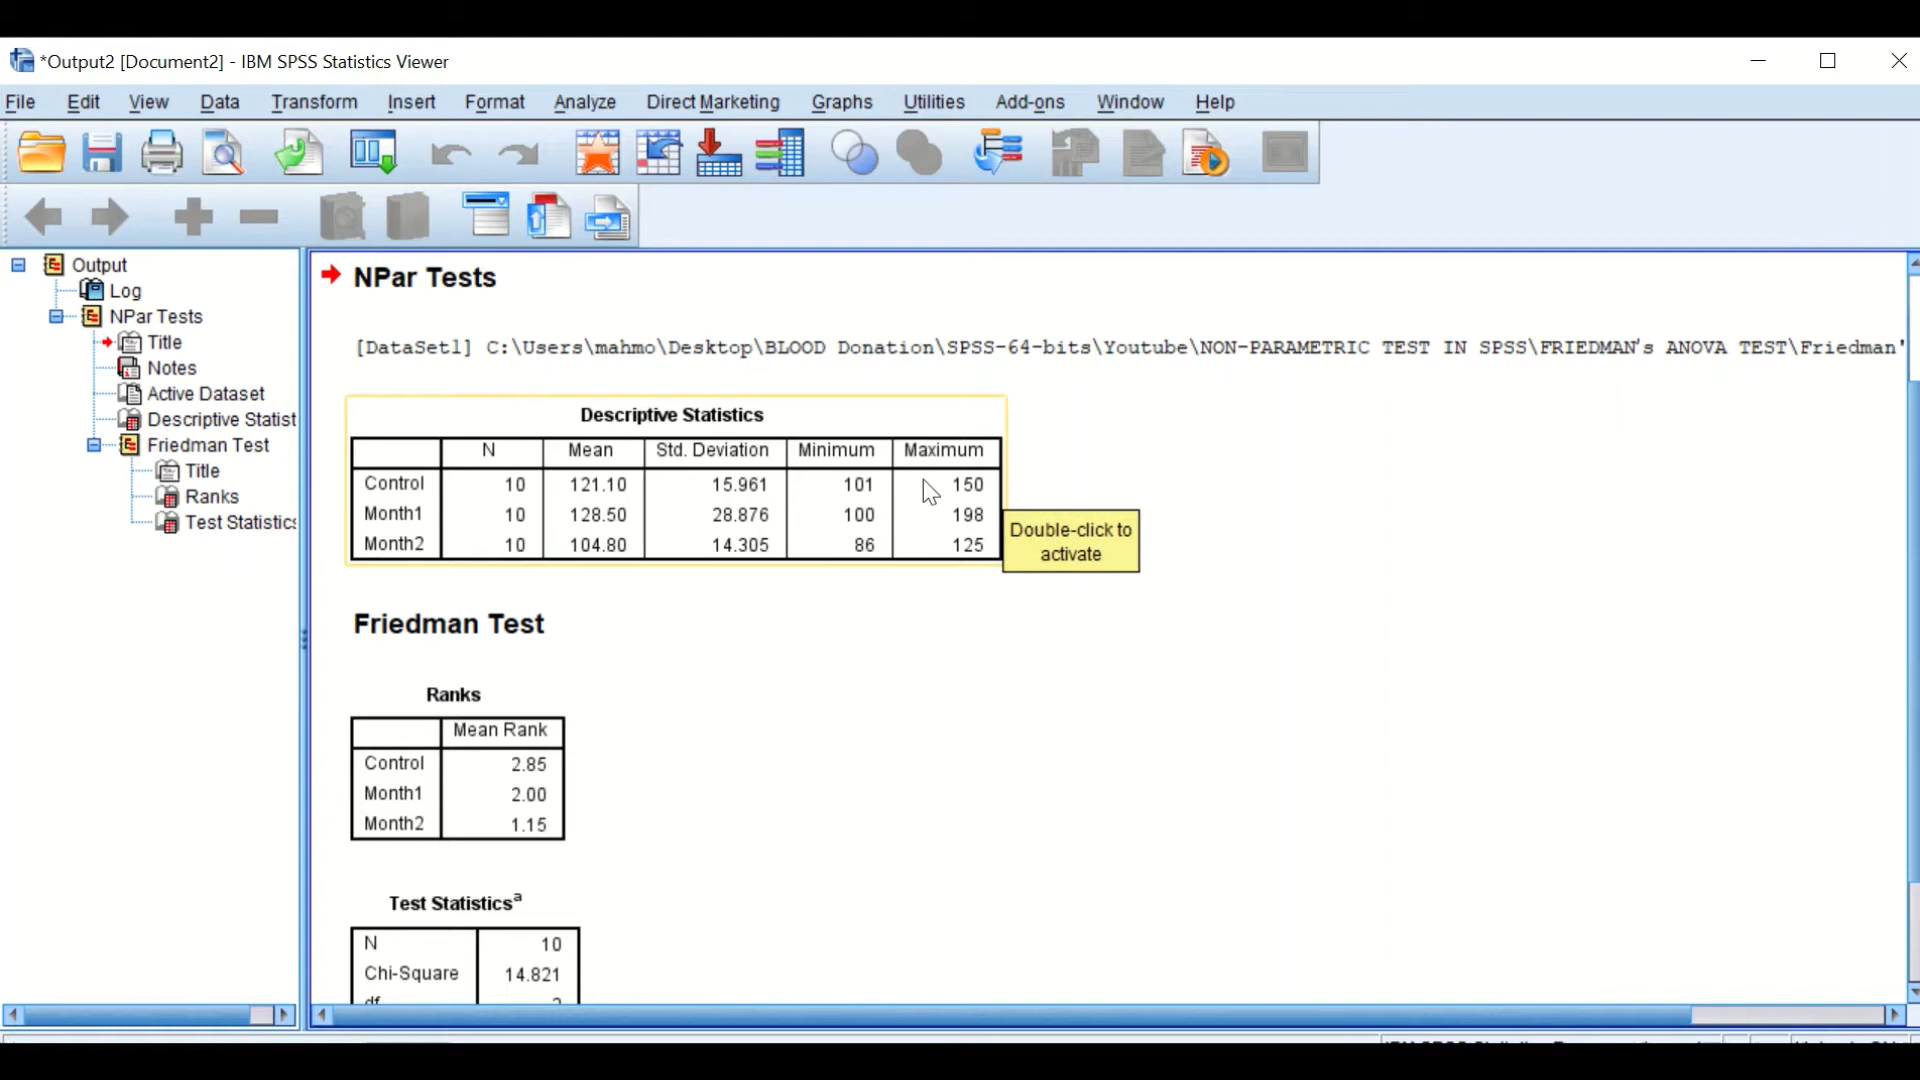 *Output2 [Document2] - IBM SPSS Statistics Viewer
File Edit View Data Transform Insert Format Analyze Direct Marketing Graphs Utilities Add-ons Window Help
Output
Log
NPar Tests
Title
Notes
Active Dataset
Descriptive Statist
Friedman Test
Title
Ranks
Test Statistics
NPar Tests
[DataSet1] C:\Users\mahmo\Desktop\BLOOD Donation\SPSS-64-bits\Youtube\NON-PARAMETRIC TEST IN SPSS\FRIEDMAN's ANOVA TEST\Friedman'
Descriptive Statistics
N Mean Std. Deviation Minimum Maximum
Control 10 121.10 15.961 101 150
Month1 10 128.50 28.876 100 198
Month2 10 104.80 14.305 86 125
Double-click to
activate
Friedman Test
Ranks
Mean Rank
Control 2.85
Month1 2.00
Month2 1.15
Test Statisticsa
N 10
Chi-Square 14.821
df 2